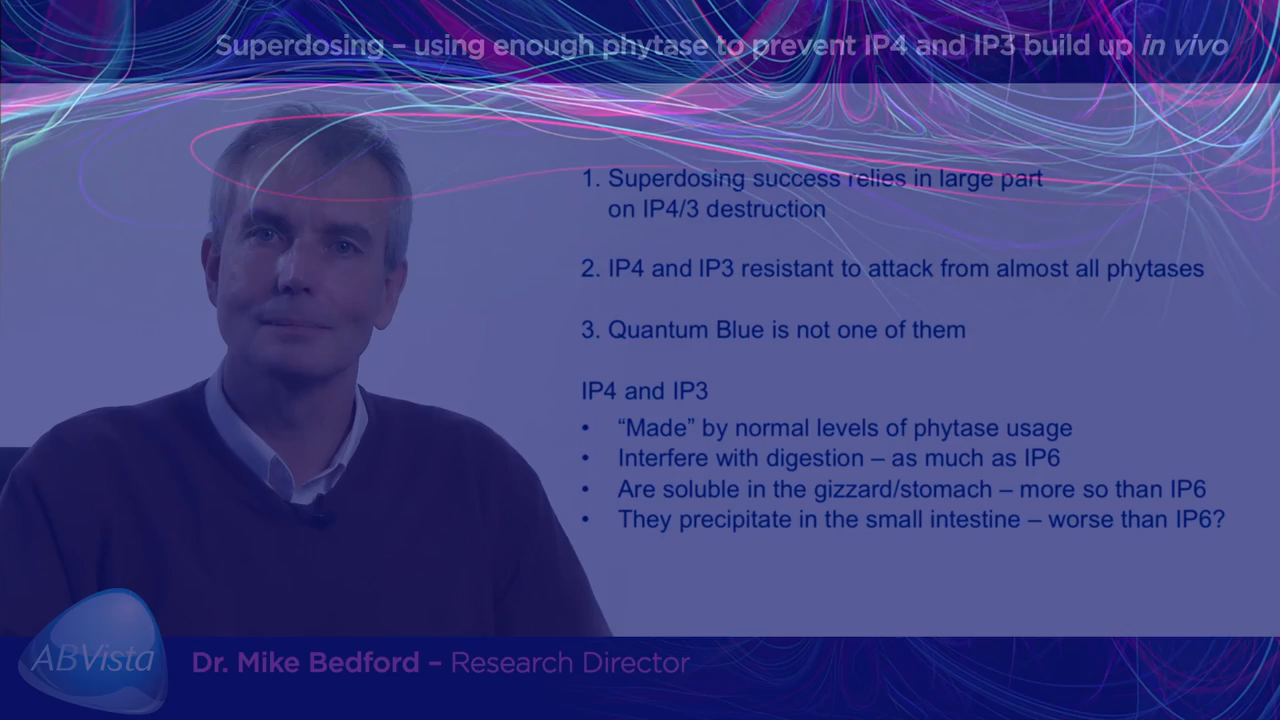 Superdosing – using enough phytase to prevent IP4 and IP3 build up in vivo
1. Superdosing success relies in large part
on IP4/3 destruction
2. IP4 and IP3 resistant to attack from almost all phytases
3. Quantum Blue is not one of them
IP4 and IP3
• “Made” by normal levels of phytase usage
• Interfere with digestion – as much as IP6
• Are soluble in the gizzard/stomach – more so than IP6
• They precipitate in the small intestine – worse than IP6?
ABVista
Dr. Mike Bedford – Research Director